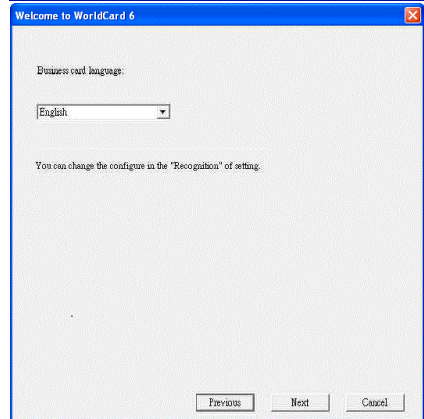 Welcome to WorldCard 6
Business card language:
English
You can change the configure in the "Recognition" of setting.
Previous Next Cancel